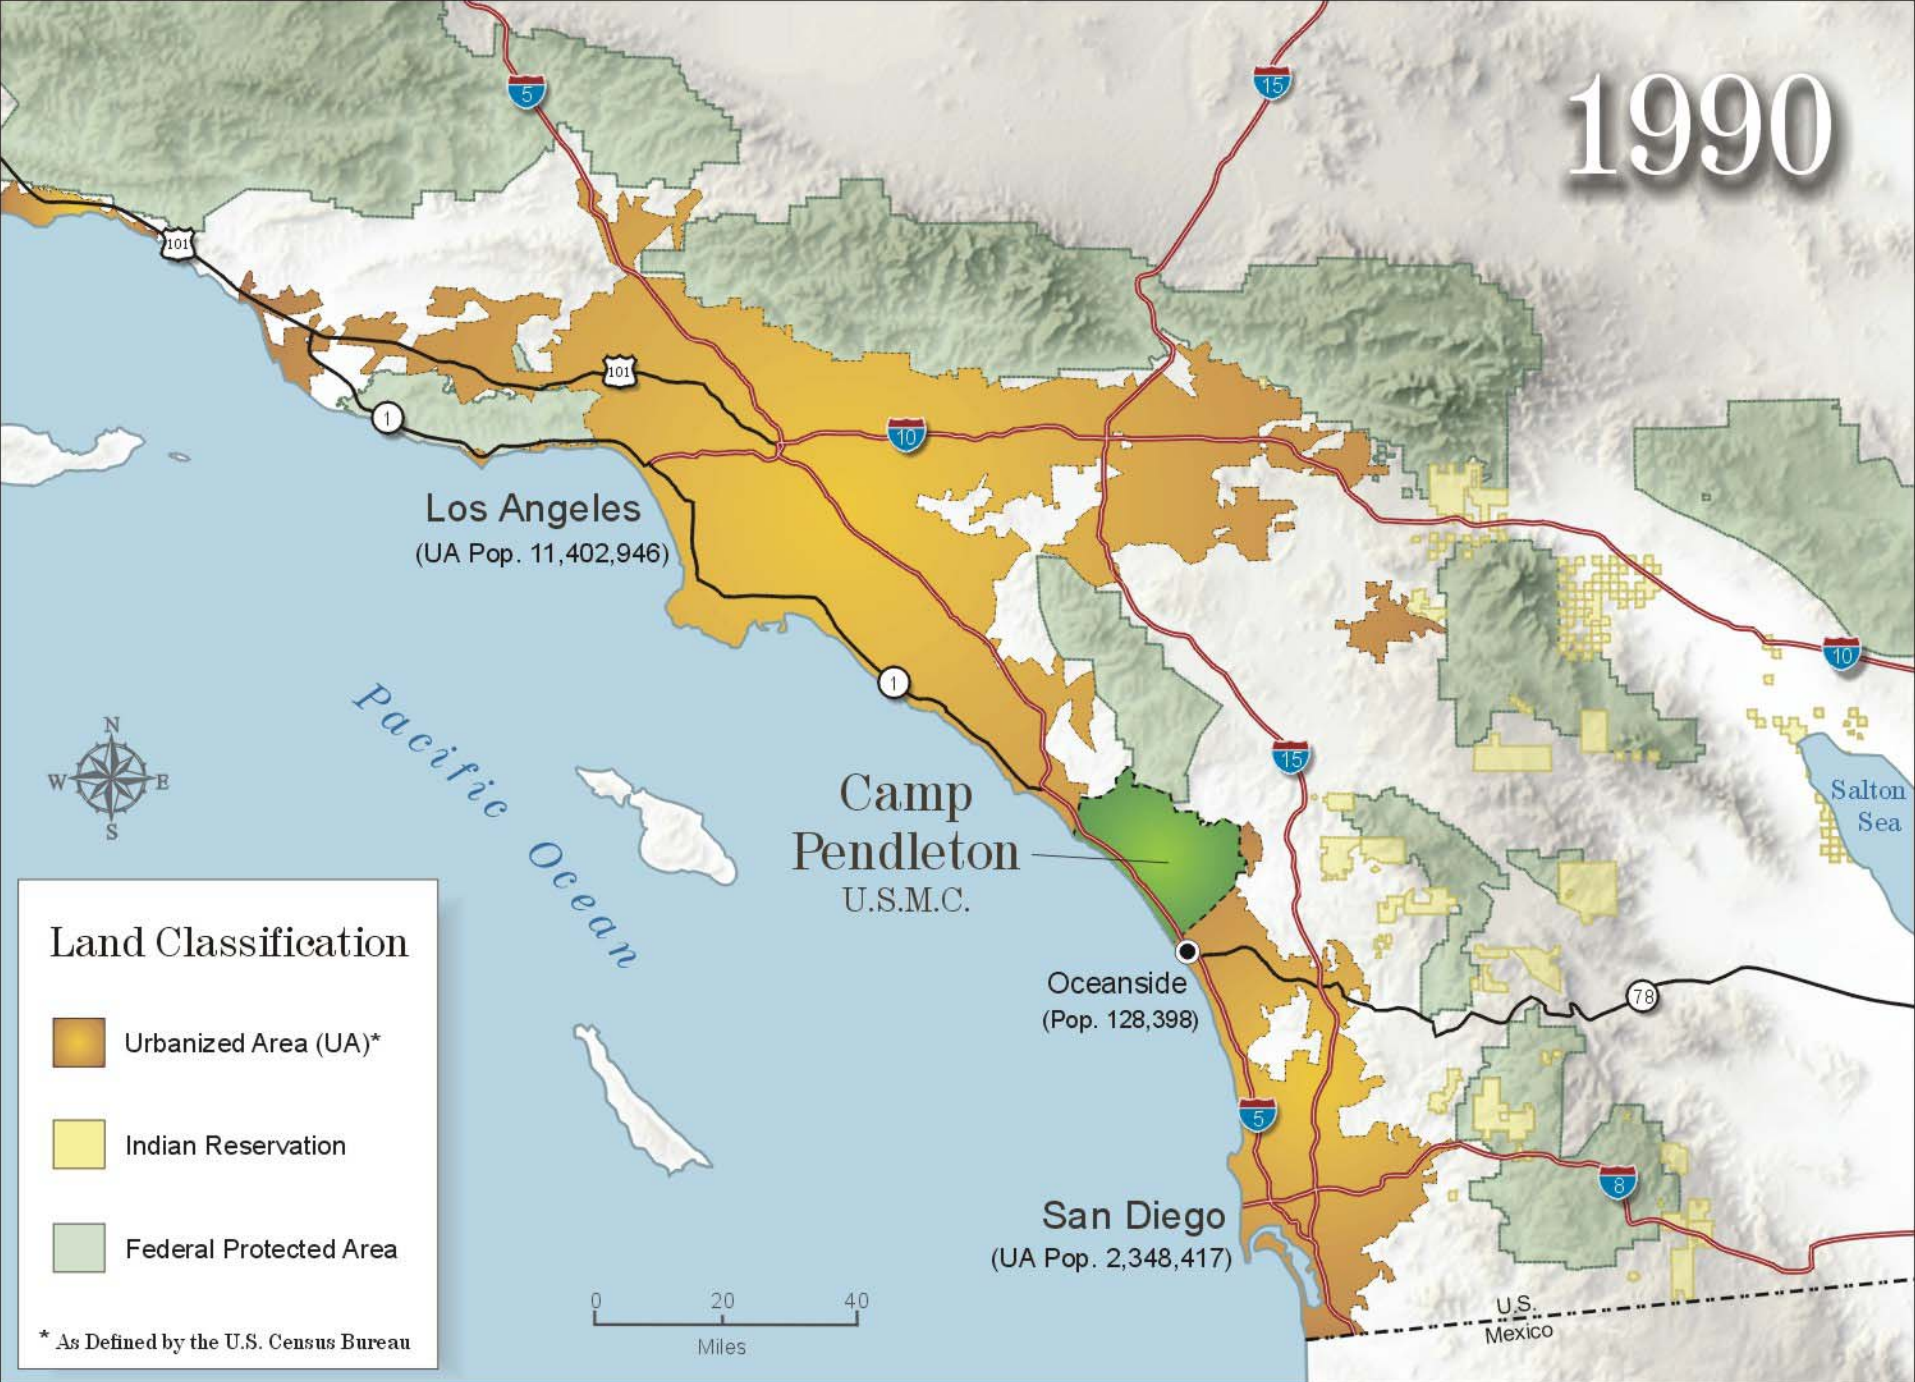 1990
5
15
101
101
1
10
Los Angeles
(UA Pop. 11,402,946)
10
1
Pacific Ocean
N
W E
S
15
Camp
Pendleton
U.S.M.C.
Salton
Sea
Oceanside
(Pop. 128,398)
78
5
San Diego
(UA Pop. 2,348,417)
8
U.S.
Mexico
Land Classification
Urbanized Area (UA)*
Indian Reservation
Federal Protected Area
* As Defined by the U.S. Census Bureau
0 20 40
Miles